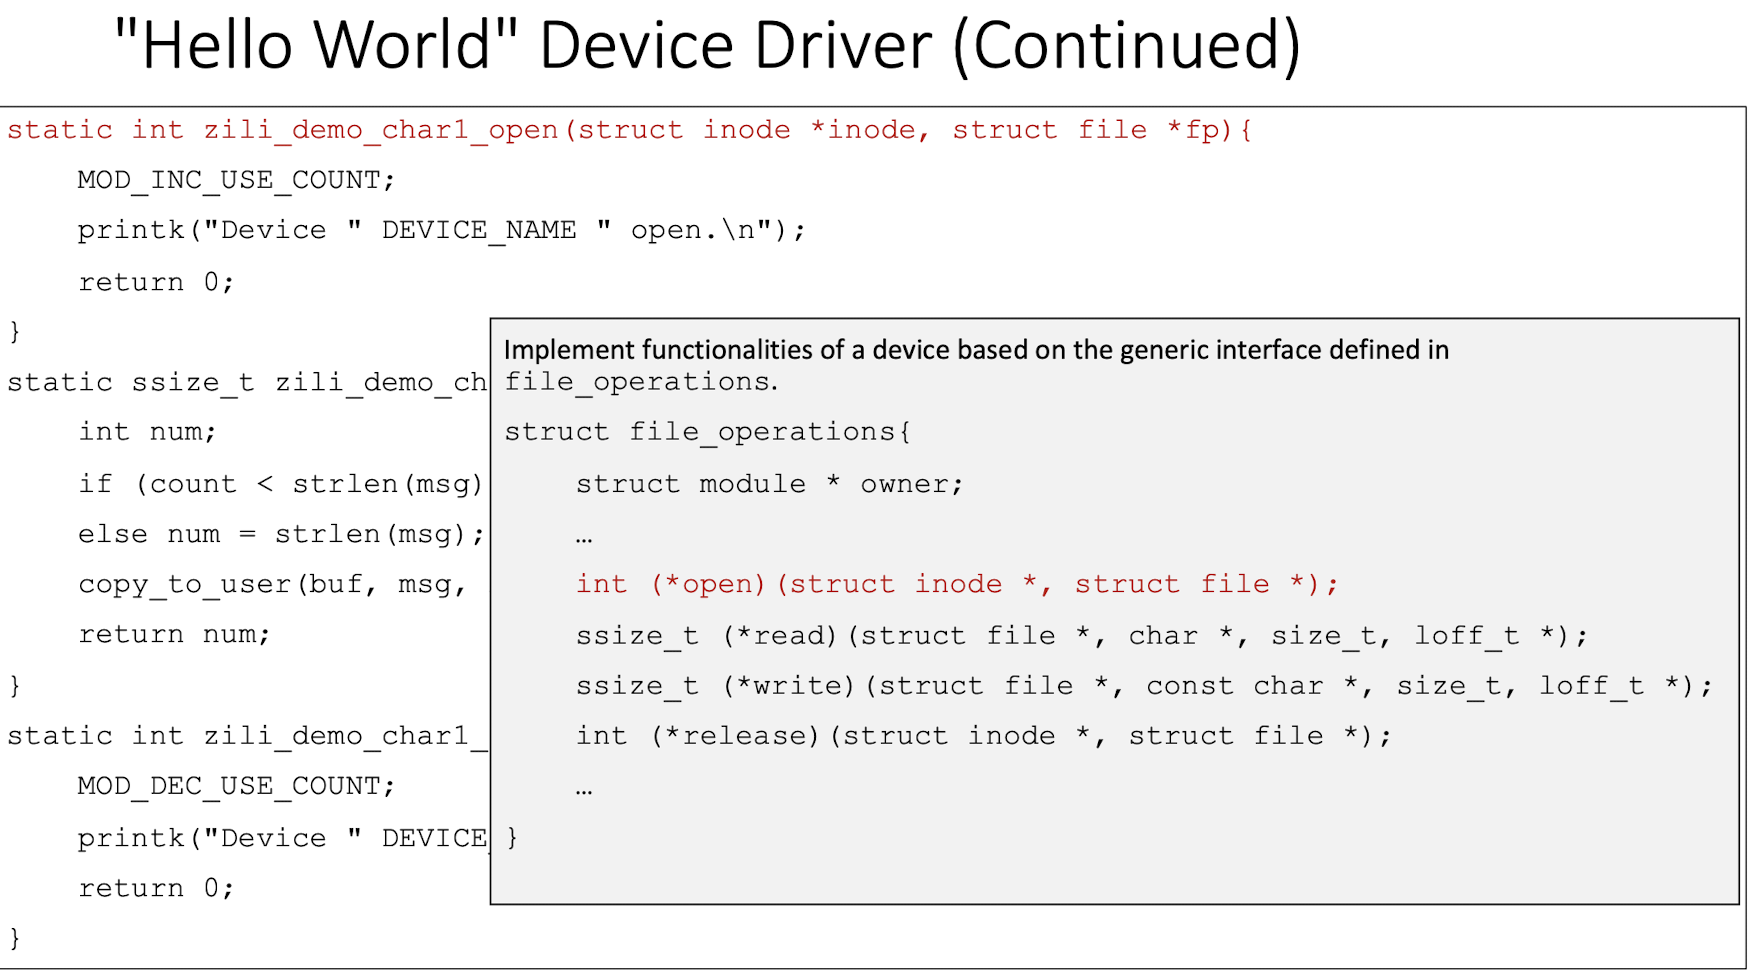 "Hello World" Device Driver (Continued)
static int zili_demo_char1_open(struct inode *inode, struct file *fp){
MOD_INC_USE_COUNT;
printk("Device " DEVICE_NAME " open.\n");
return 0;
}
static ssize_t zili_demo_ch
int num;
if (count < strlen(msg)
else num = strlen(msg);
copy_to_user(buf, msg,
return num;
}
static int zili_demo_char1_
MOD_DEC_USE_COUNT;
printk("Device " DEVICE_
return 0;
}
Implement functionalities of a device based on the generic interface defined in
file_operations.
struct file_operations{
struct module * owner;
…
int (*open)(struct inode *, struct file *);
ssize_t (*read)(struct file *, char *, size_t, loff_t *);
ssize_t (*write)(struct file *, const char *, size_t, loff_t *);
int (*release)(struct inode *, struct file *);
…
}